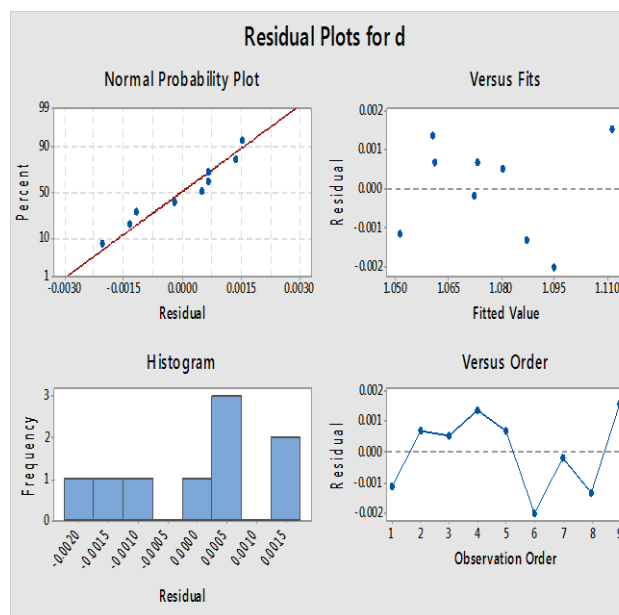 Residual Plots for d
Normal Probability Plot
Percent
99
90
50
10
1
-0.0030 -0.0015 0.0000 0.0015 0.0030
Residual
Versus Fits
Residual
0.002
0.001
0.000
-0.001
-0.002
1.050 1.065 1.080 1.095 1.110
Fitted Value
Histogram
Frequency
3
2
1
0
-0.0020 -0.0015 -0.0010 -0.0005 0.0000 0.0005 0.0010 0.0015
Residual
Versus Order
Residual
0.002
0.001
0.000
-0.001
-0.002
1 2 3 4 5 6 7 8 9
Observation Order